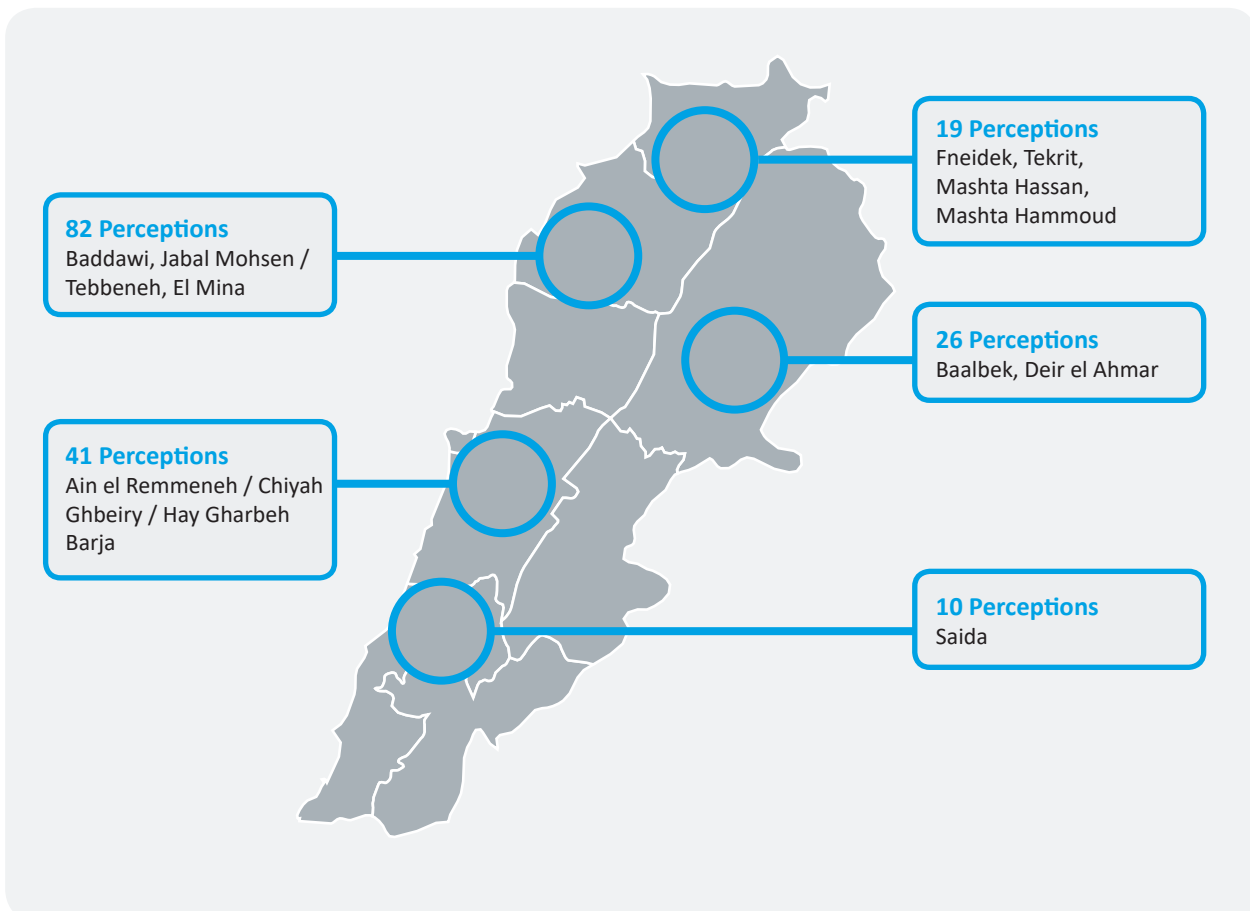 19 Perceptions
Fneidek, Tekrit,
Mashta Hassan,
Mashta Hammoud
82 Perceptions
Baddawi, Jabal Mohsen /
Tebbeneh, El Mina
26 Perceptions
Baalbek, Deir el Ahmar
41 Perceptions
Ain el Remmeneh / Chiyah
Ghbeiry / Hay Gharbeh
Barja
10 Perceptions
Saida